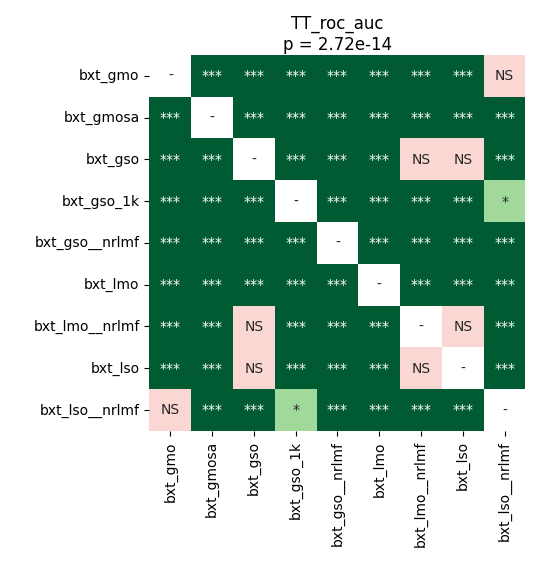 TT_roc_auc
p = 2.72e-14
bxt_gmo - *** *** *** *** *** *** *** NS
bxt_gmosa *** - *** *** *** *** *** *** ***
bxt_gso *** *** - *** *** *** NS NS ***
bxt_gso_1k *** *** *** - *** *** *** *** *
bxt_gso__nrlmf *** *** *** *** - *** *** *** ***
bxt_lmo *** *** *** *** *** - *** *** ***
bxt_lmo__nrlmf *** *** NS *** *** *** - NS ***
bxt_lso *** *** NS *** *** *** NS - ***
bxt_lso__nrlmf NS *** *** * *** *** *** *** -
bxt_gmo
bxt_gmosa
bxt_gso
bxt_gso_1k
bxt_gso__nrlmf
bxt_lmo
bxt_lmo__nrlmf
bxt_lso
bxt_lso__nrlmf